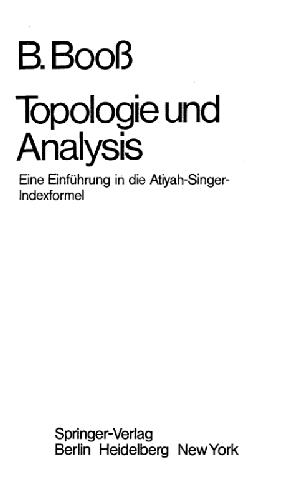 B. Booß
Topologie und
Analysis
Eine Einführung in die Atiyah-Singer-
Indexformel
Springer-Verlag
Berlin Heidelberg New York